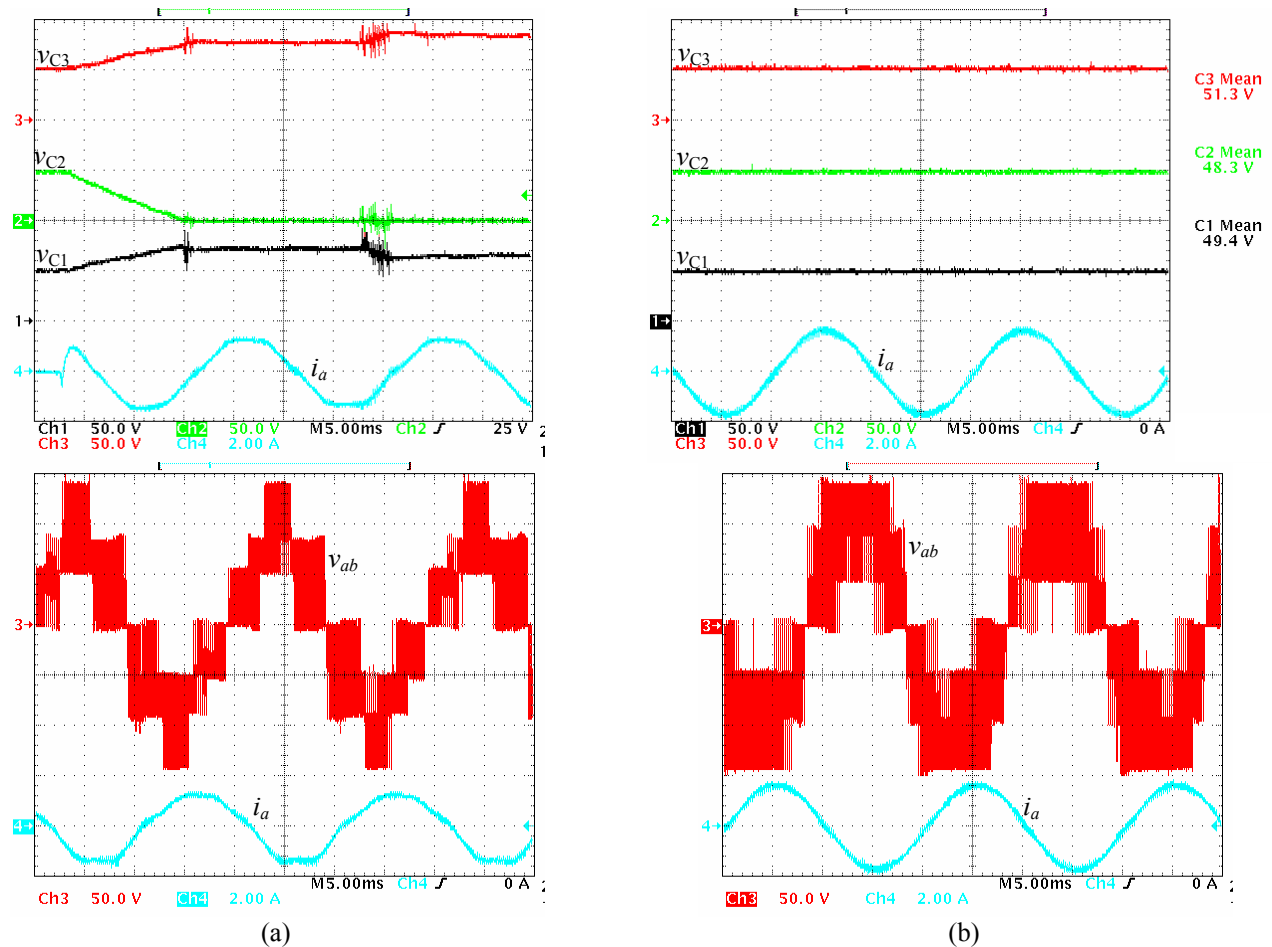 vC3
3
vC2
2
vC1
1
ia
4
Ch1 50.0 V Ch2 50.0 V M5.00ms Ch2 25 V 2
Ch3 50.0 V Ch4 2.00 A 1
vC3
3
vC2
2
vC1
1
ia
4
C3 Mean
51.3 V
C2 Mean
48.3 V
C1 Mean
49.4 V
Ch1 50.0 V Ch2 50.0 V M5.00ms Ch4 0 A
Ch3 50.0 V Ch4 2.00 A
vab
3
ia
4
M5.00ms Ch4 0 A
Ch3 50.0 V Ch4 2.00 A
(a)
vab
3
ia
4
M5.00ms Ch4 0 A
Ch3 50.0 V Ch4 2.00 A
(b)